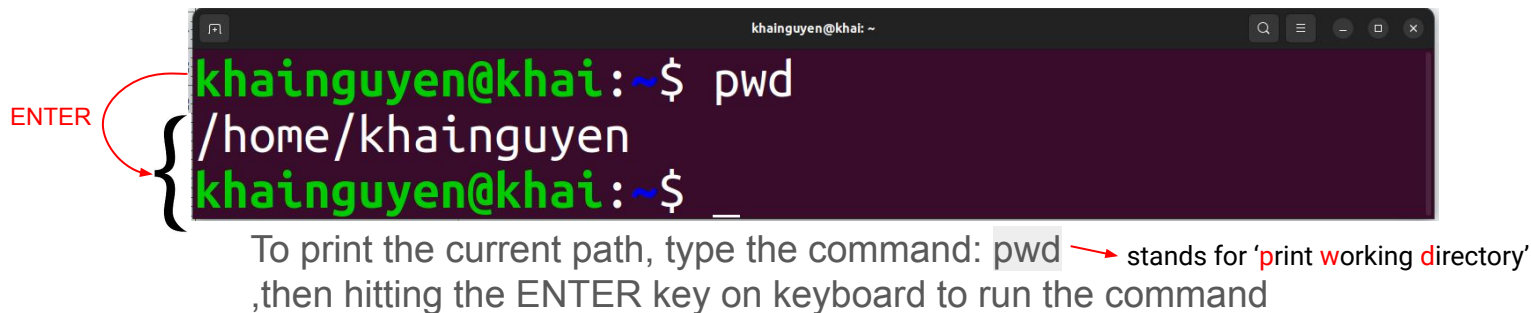 khainguyen@khai: ~
khainguyen@khai:~$ pwd
ENTER
/home/khainguyen
khainguyen@khai:~$ _
To print the current path, type the command: pwd
stands for ‘print working directory’
,then hitting the ENTER key on keyboard to run the command